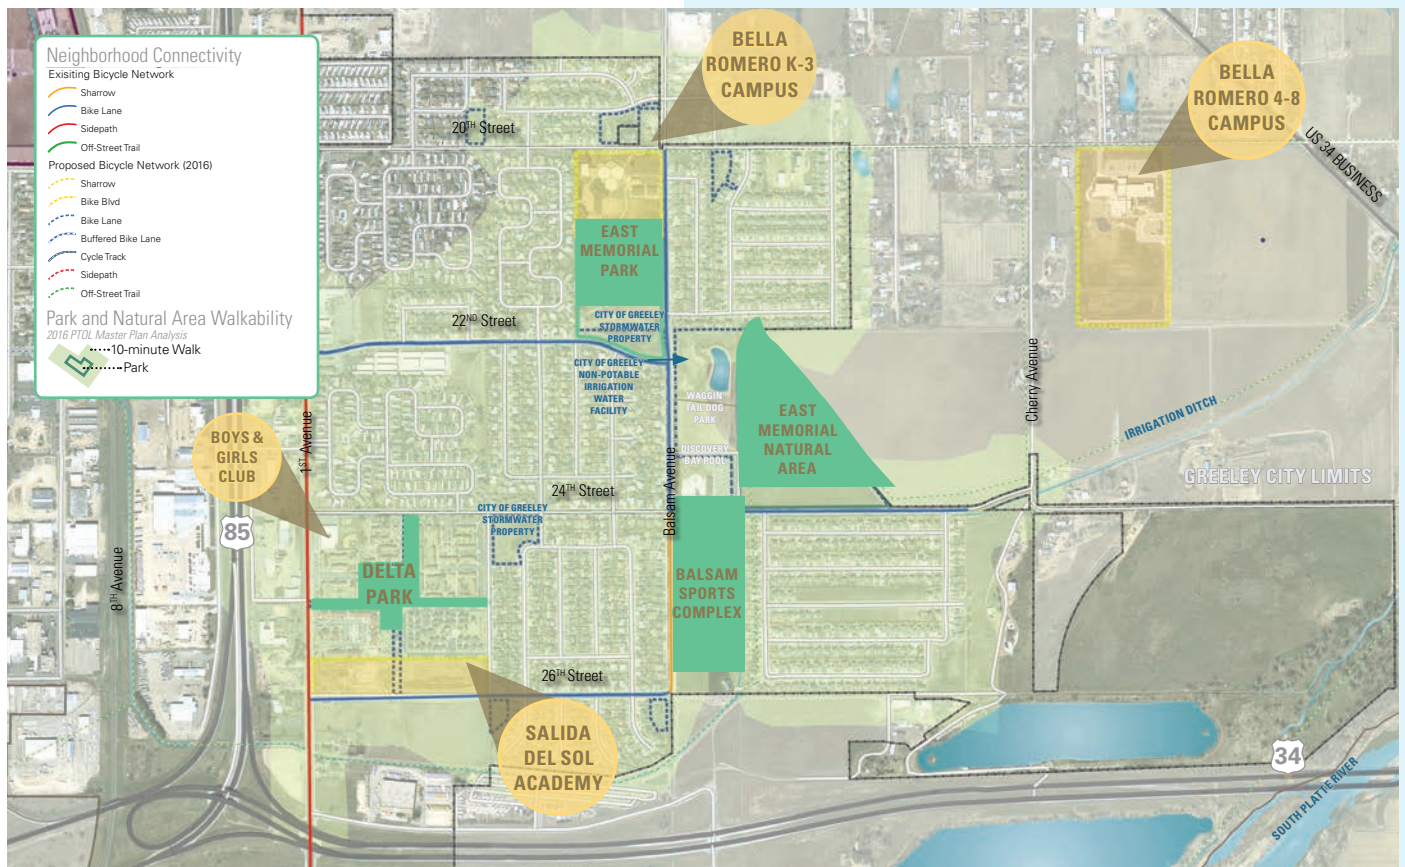 Neighborhood Connectivity
Exisiting Bicycle Network
Sharrow
Bike Lane
Sidepath
Off-Street Trail
Proposed Bicycle Network (2016)
Sharrow
Bike Blvd
Bike Lane
Buffered Bike Lane
Cycle Track
Sidepath
Off-Street Trail
Park and Natural Area Walkability
2016 PTOL Master Plan Analysis
10-minute Walk
Park
BELLA
ROMERO K-3
CAMPUS
BELLA
ROMERO 4-8
CAMPUS
US 34 BUSINESS
20TH Street
EAST
MEMORIAL
PARK
22ND Street
CITY OF GREELEY
STORMWATER
PROPERTY
CITY OF GREELEY
NON-POTABLE
IRRIGATION
WATER
FACILITY
WAGGIN'
TAIL DOG
PARK
EAST
MEMORIAL
NATURAL
AREA
Cherry Avenue
IRRIGATION DITCH
BOYS &
GIRLS
CLUB
1ST Avenue
DISCOVERY
BAY POOL
Balsam Avenue
GREELEY CITY LIMITS
24TH Street
CITY OF GREELEY
STORMWATER
PROPERTY
85
8TH Avenue
DELTA
PARK
BALSAM
SPORTS
COMPLEX
26TH Street
SALIDA
DEL SOL
ACADEMY
34
SOUTH PLATTE RIVER